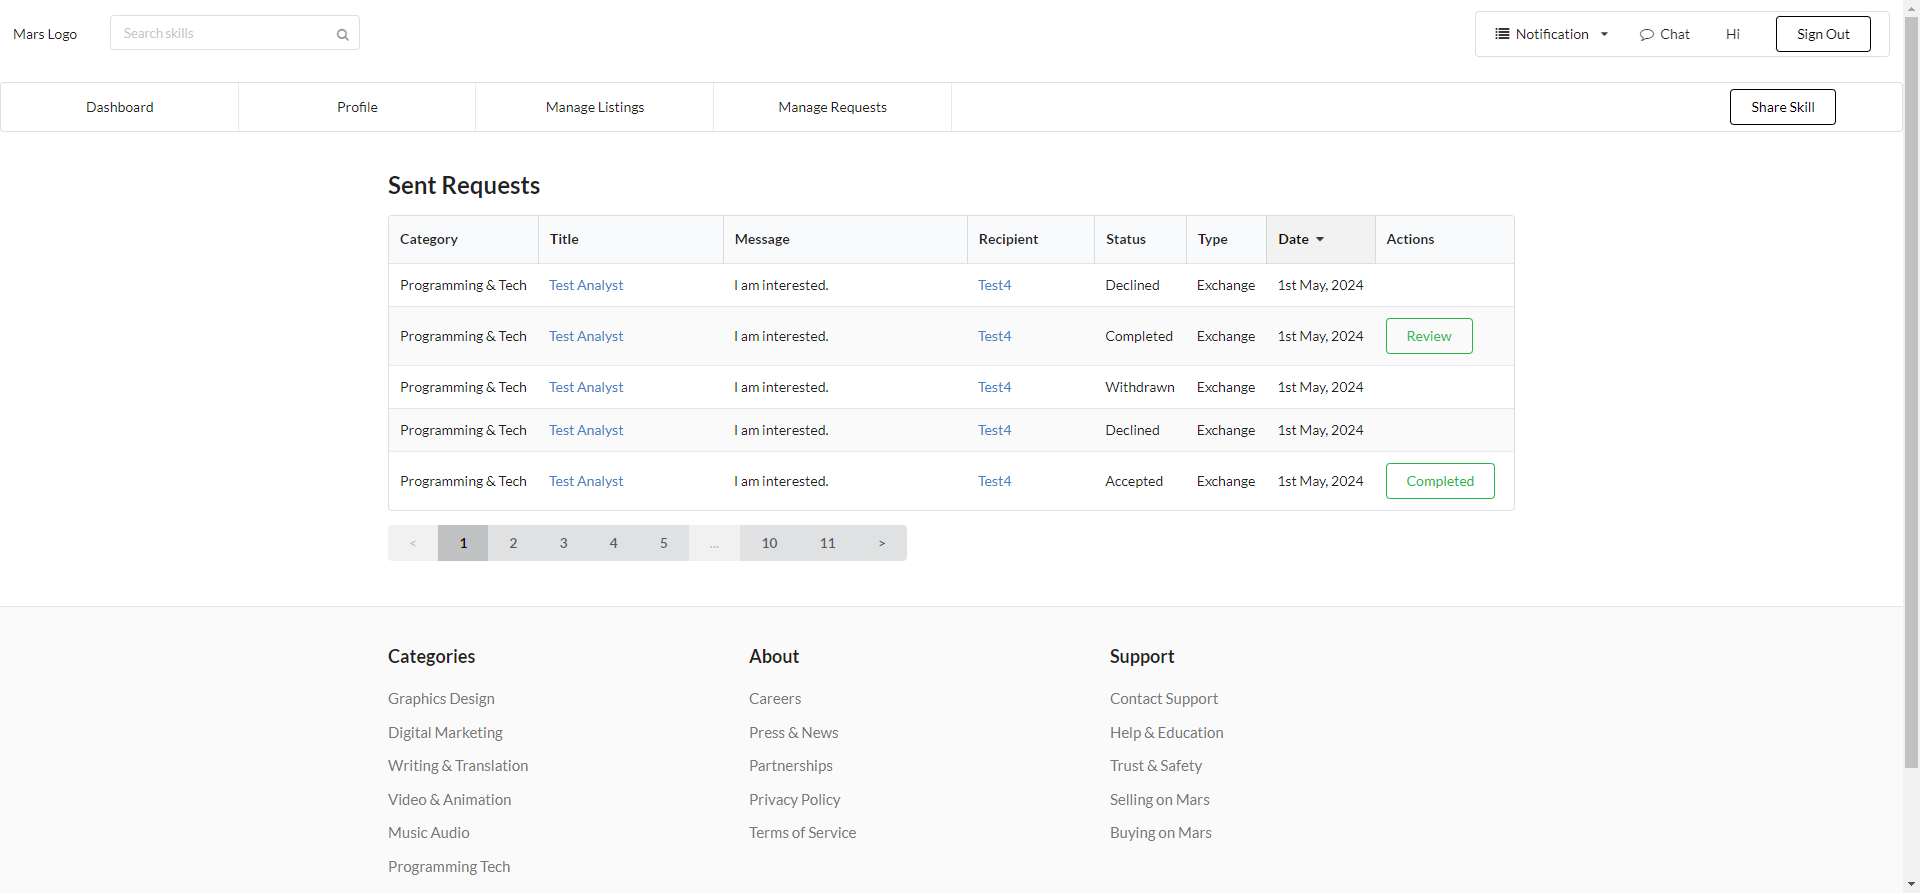 Mars Logo
Search skills
Notification
Chat
Hi
Sign Out
Dashboard
Profile
Manage Listings
Manage Requests
Share Skill
Sent Requests
Category Title Message Recipient Status Type Date Actions
Programming & Tech Test Analyst I am interested. Test4 Declined Exchange 1st May, 2024
Programming & Tech Test Analyst I am interested. Test4 Completed Exchange 1st May, 2024 Review
Programming & Tech Test Analyst I am interested. Test4 Withdrawn Exchange 1st May, 2024
Programming & Tech Test Analyst I am interested. Test4 Declined Exchange 1st May, 2024
Programming & Tech Test Analyst I am interested. Test4 Accepted Exchange 1st May, 2024 Completed
< 1 2 3 4 5 ... 10 11 >
Categories
Graphics Design
Digital Marketing
Writing & Translation
Video & Animation
Music Audio
Programming Tech
About
Careers
Press & News
Partnerships
Privacy Policy
Terms of Service
Support
Contact Support
Help & Education
Trust & Safety
Selling on Mars
Buying on Mars